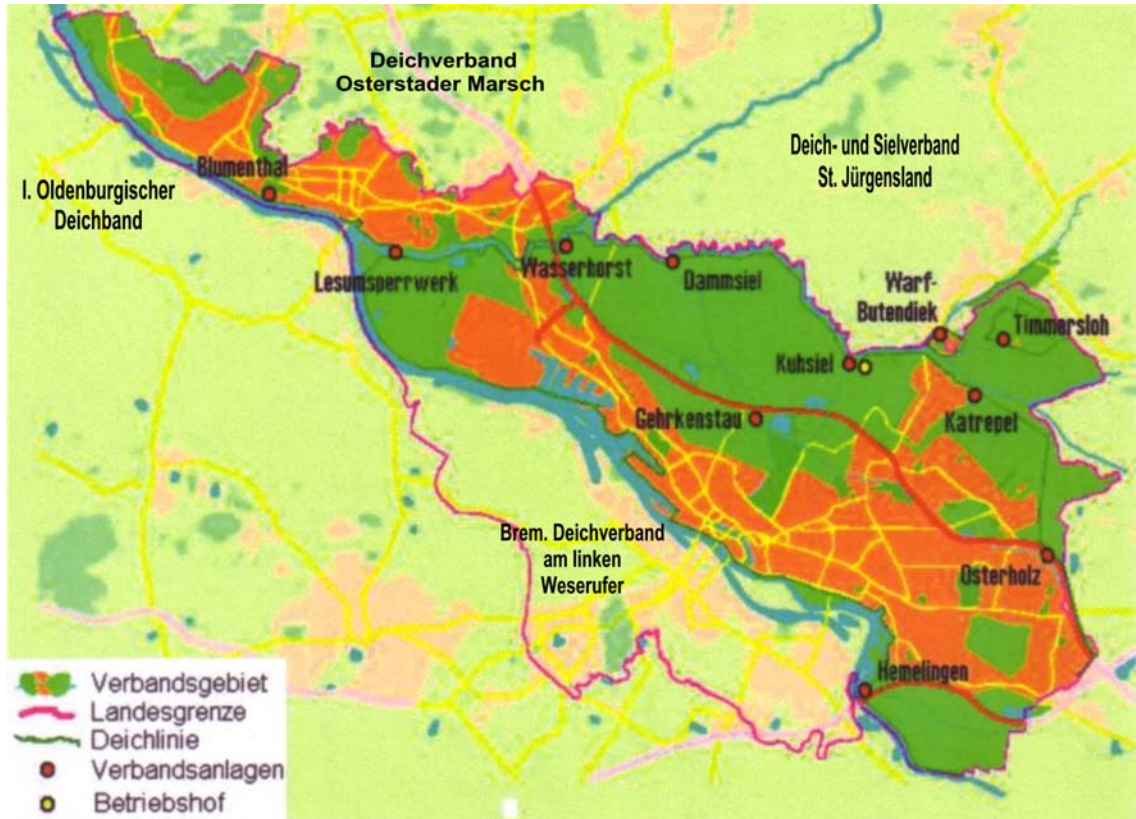 Deichverband
Osterstader Marsch
Deich- und Sielverband
St. Jürgensland
I. Oldenburgischer
Deichband
Blumenthal
Lesumsperrwerk
Wasserhorst
Dammsiel
Warf-
Butendiek
Timmersloh
Kuhsiel
Katrepel
Gehrkenstau
Brem. Deichverband
am linken
Weserufer
Osterholz
Hemelingen
Verbandsgebiet
Landesgrenze
Deichlinie
Verbandsanlagen
Betriebshof